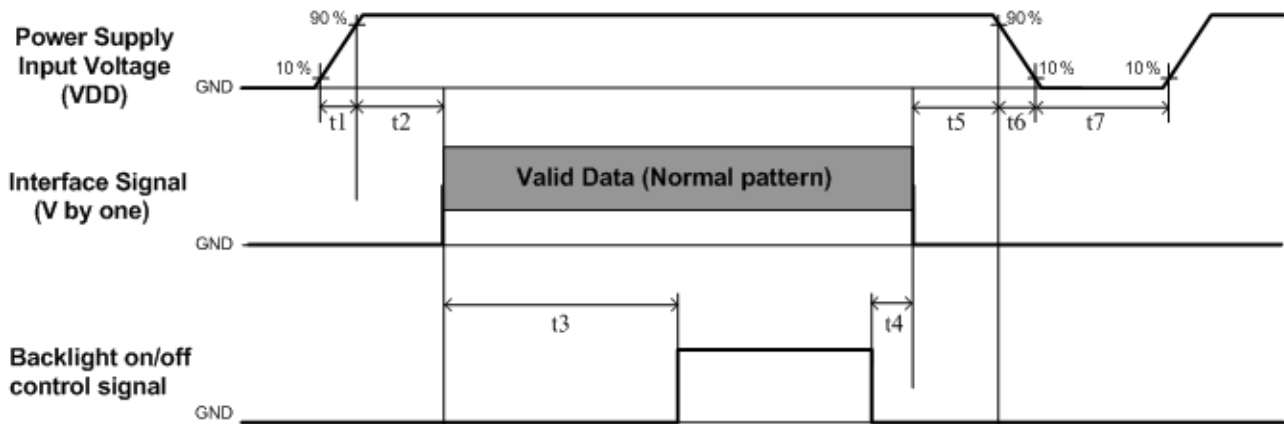 90 %
90 %
Power Supply
Input Voltage
(VDD)
10 %
10 %
10 %
GND
t1
t2
t5
t6
t7
Interface Signal
(V by one)
Valid Data (Normal pattern)
GND
t3
t4
Backlight on/off
control signal
GND